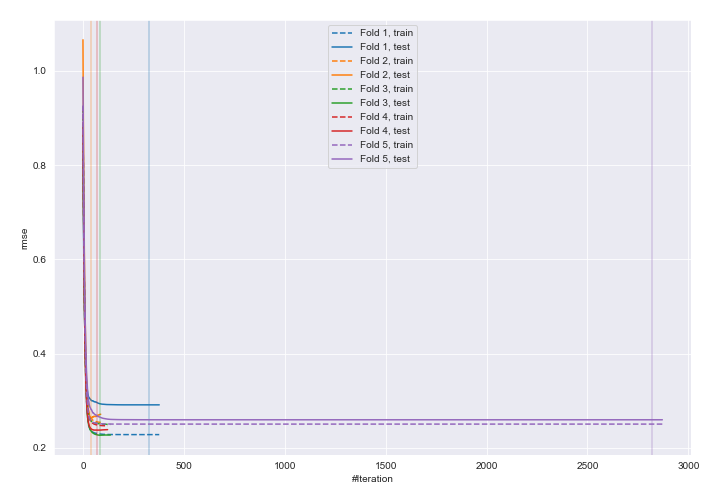 Fold 1, train
Fold 1, test
Fold 2, train
Fold 2, test
Fold 3, train
Fold 3, test
Fold 4, train
Fold 4, test
Fold 5, train
Fold 5, test
1.0
0.8
0.6
0.4
0.2
rmse
0 500 1000 1500 2000 2500 3000
#Iteration